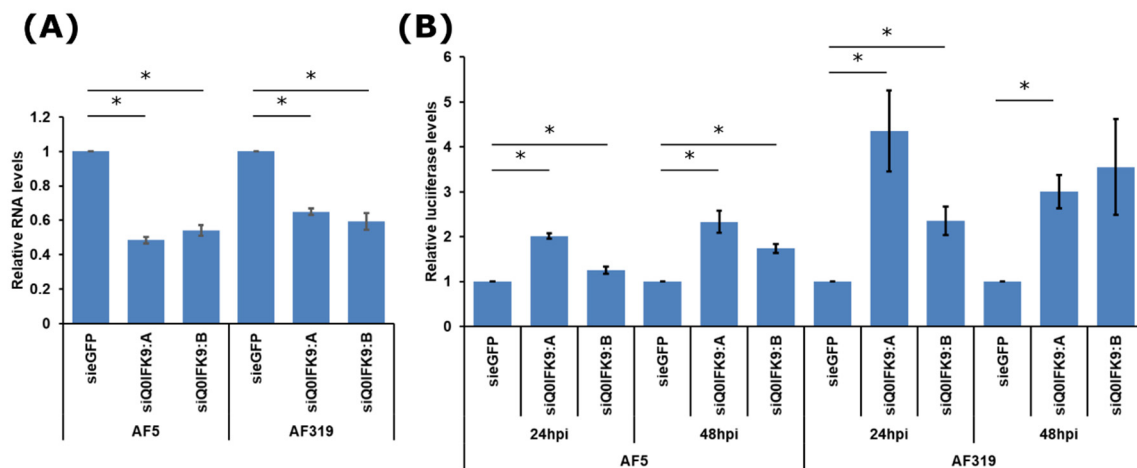 (A)
* *
* *
Relative RNA levels
1.2
1
0.8
0.6
0.4
0.2
0
sieGFP siQ0IFK9:A siQ0IFK9:B sieGFP siQ0IFK9:A siQ0IFK9:B
AF5 AF319
(B)
*
*
* * *
* *
Relative luciiferase levels
6
5
4
3
2
1
0
sieGFP siQ0IFK9:A siQ0IFK9:B sieGFP siQ0IFK9:A siQ0IFK9:B sieGFP siQ0IFK9:A siQ0IFK9:B sieGFP siQ0IFK9:A siQ0IFK9:B
24hpi 48hpi 24hpi 48hpi
AF5 AF319